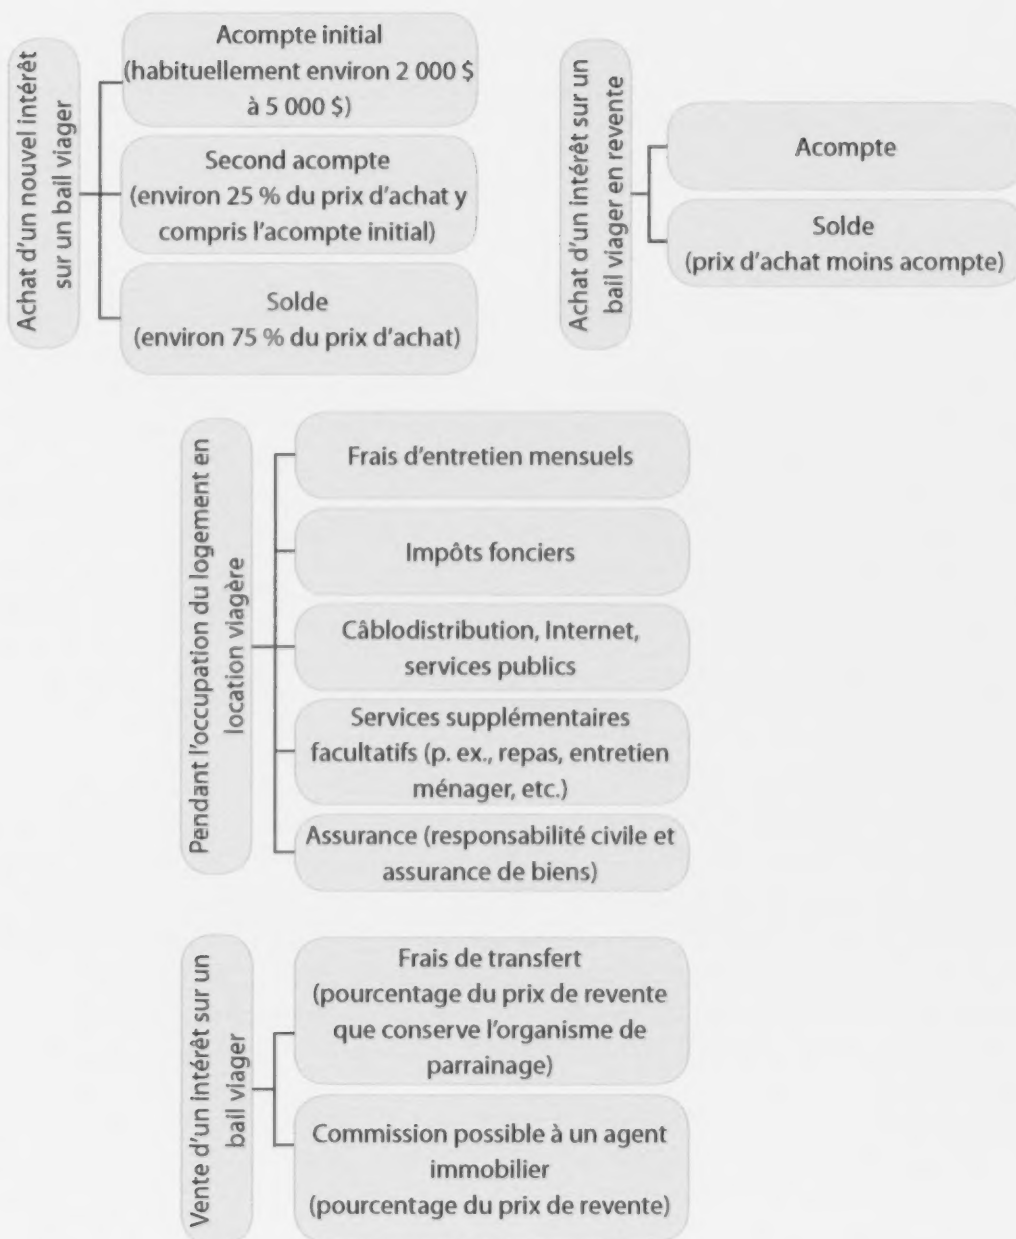 Achat d'un nouvel intérêt
sur un bail viager
Acompte initial
(habituellement environ 2 000 $
à 5 000 $)
Second acompte
(environ 25 % du prix d'achat y
compris l'acompte initial)
Solde
(environ 75 % du prix d'achat)
Achat d'un intérêt sur un
bail viager en revente
Acompte
Solde
(prix d'achat moins acompte)
Pendant l'occupation du logement en
location viagère
Frais d'entretien mensuels
Impôts fonciers
Câblodistribution, Internet,
services publics
Services supplémentaires
facultatifs (p. ex., repas, entretien
ménager, etc.)
Assurance (responsabilité civile et
assurance de biens)
Vente d'un intérêt sur un
bail viager
Frais de transfert
(pourcentage du prix de revente
que conserve l'organisme de
parrainage)
Commission possible à un agent
immobilier
(pourcentage du prix de revente)